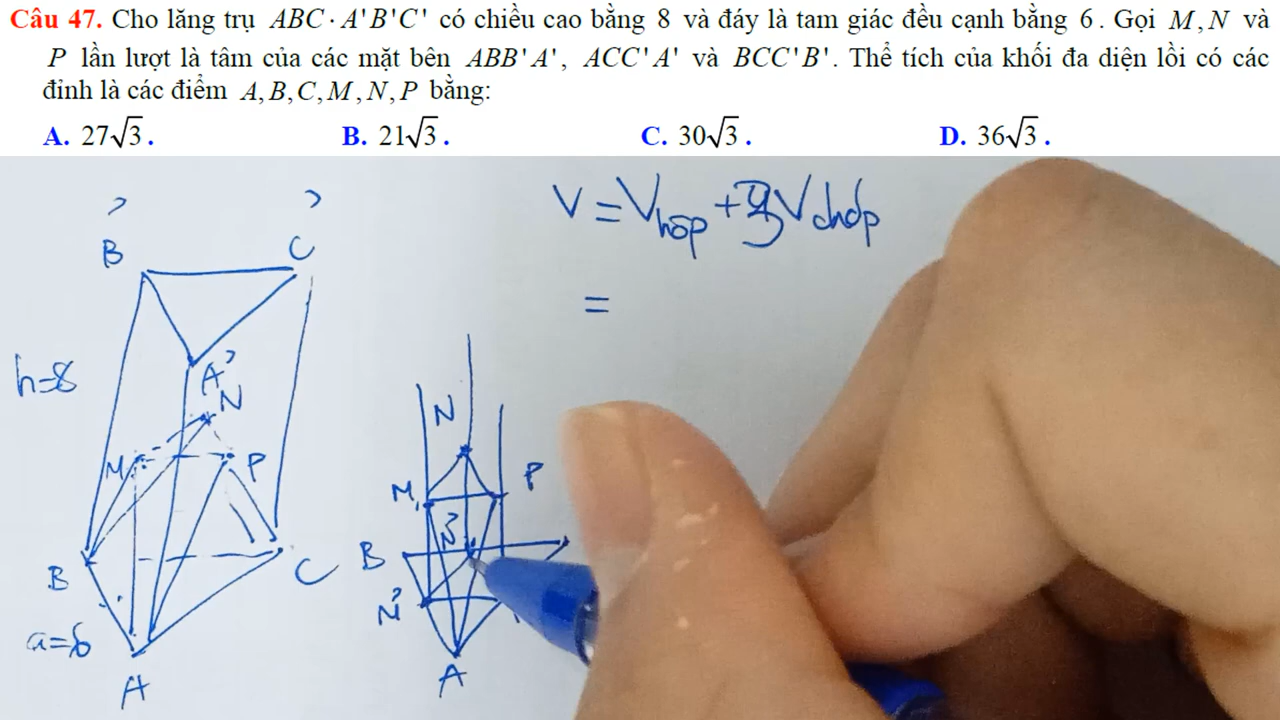 Câu 47. Cho lăng trụ ABC·A'B'C' có chiều cao bằng 8 và đáy là tam giác đều cạnh bằng 6. Gọi M,N và
P lần lượt là tâm của các mặt bên ABB'A', ACC'A' và BCC'B'. Thể tích của khối đa diện lồi có các
đỉnh là các điểm A,B,C,M,N,P bằng:
A. 27√3. B. 21√3. C. 30√3. D. 36√3.
V = V hộp + 3 V chóp
=
B' C'
A'
h=8
N
M P
B C
a=6
A
N
M P
B
M'
A